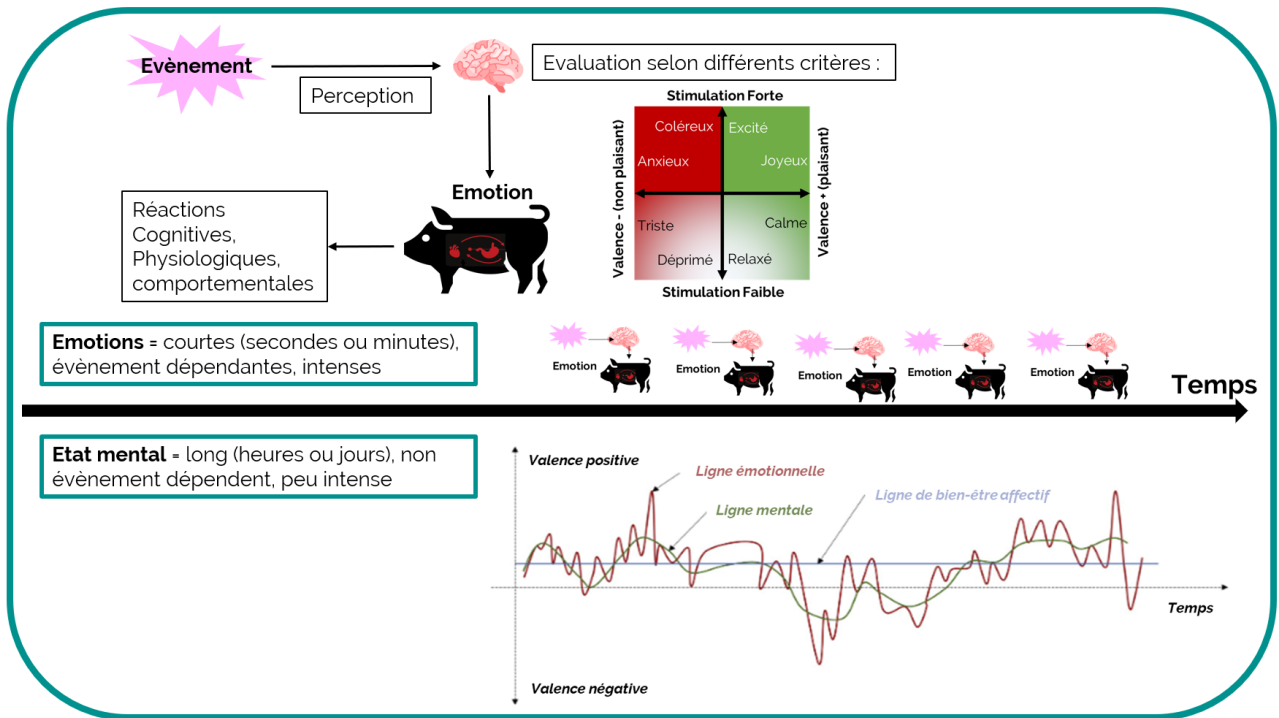 Evènement
Perception
Evaluation selon différents critères :
Stimulation Forte
Coléreux
Excité
Anxieux
Joyeux
Valence - (non plaisant)
Valence + (plaisant)
Triste
Calme
Déprimé
Relaxé
Stimulation Faible
Emotion
Réactions
Cognitives,
Physiologiques,
comportementales
Emotions = courtes (secondes ou minutes),
évènement dépendantes, intenses
Emotion
Emotion
Emotion
Emotion
Emotion
Temps
Etat mental = long (heures ou jours), non
évènement dépendent, peu intense
Valence positive
Ligne émotionnelle
Ligne de bien-être affectif
Ligne mentale
Temps
Valence négative